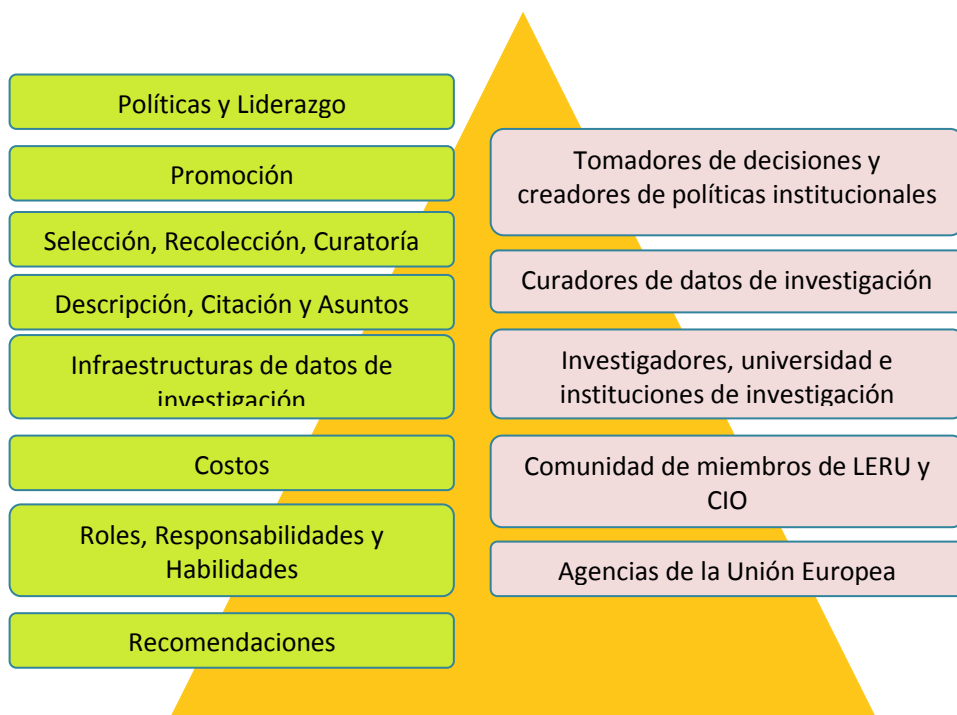 Políticas y Liderazgo
Promoción
Selección, Recolección, Curatoría
Descripción, Citación y Asuntos
Infraestructuras de datos de
investigación
Costos
Roles, Responsabilidades y
Habilidades
Recomendaciones
Tomadores de decisiones y
creadores de políticas institucionales
Curadores de datos de investigación
Investigadores, universidad e
instituciones de investigación
Comunidad de miembros de LERU y
CIO
Agencias de la Unión Europea